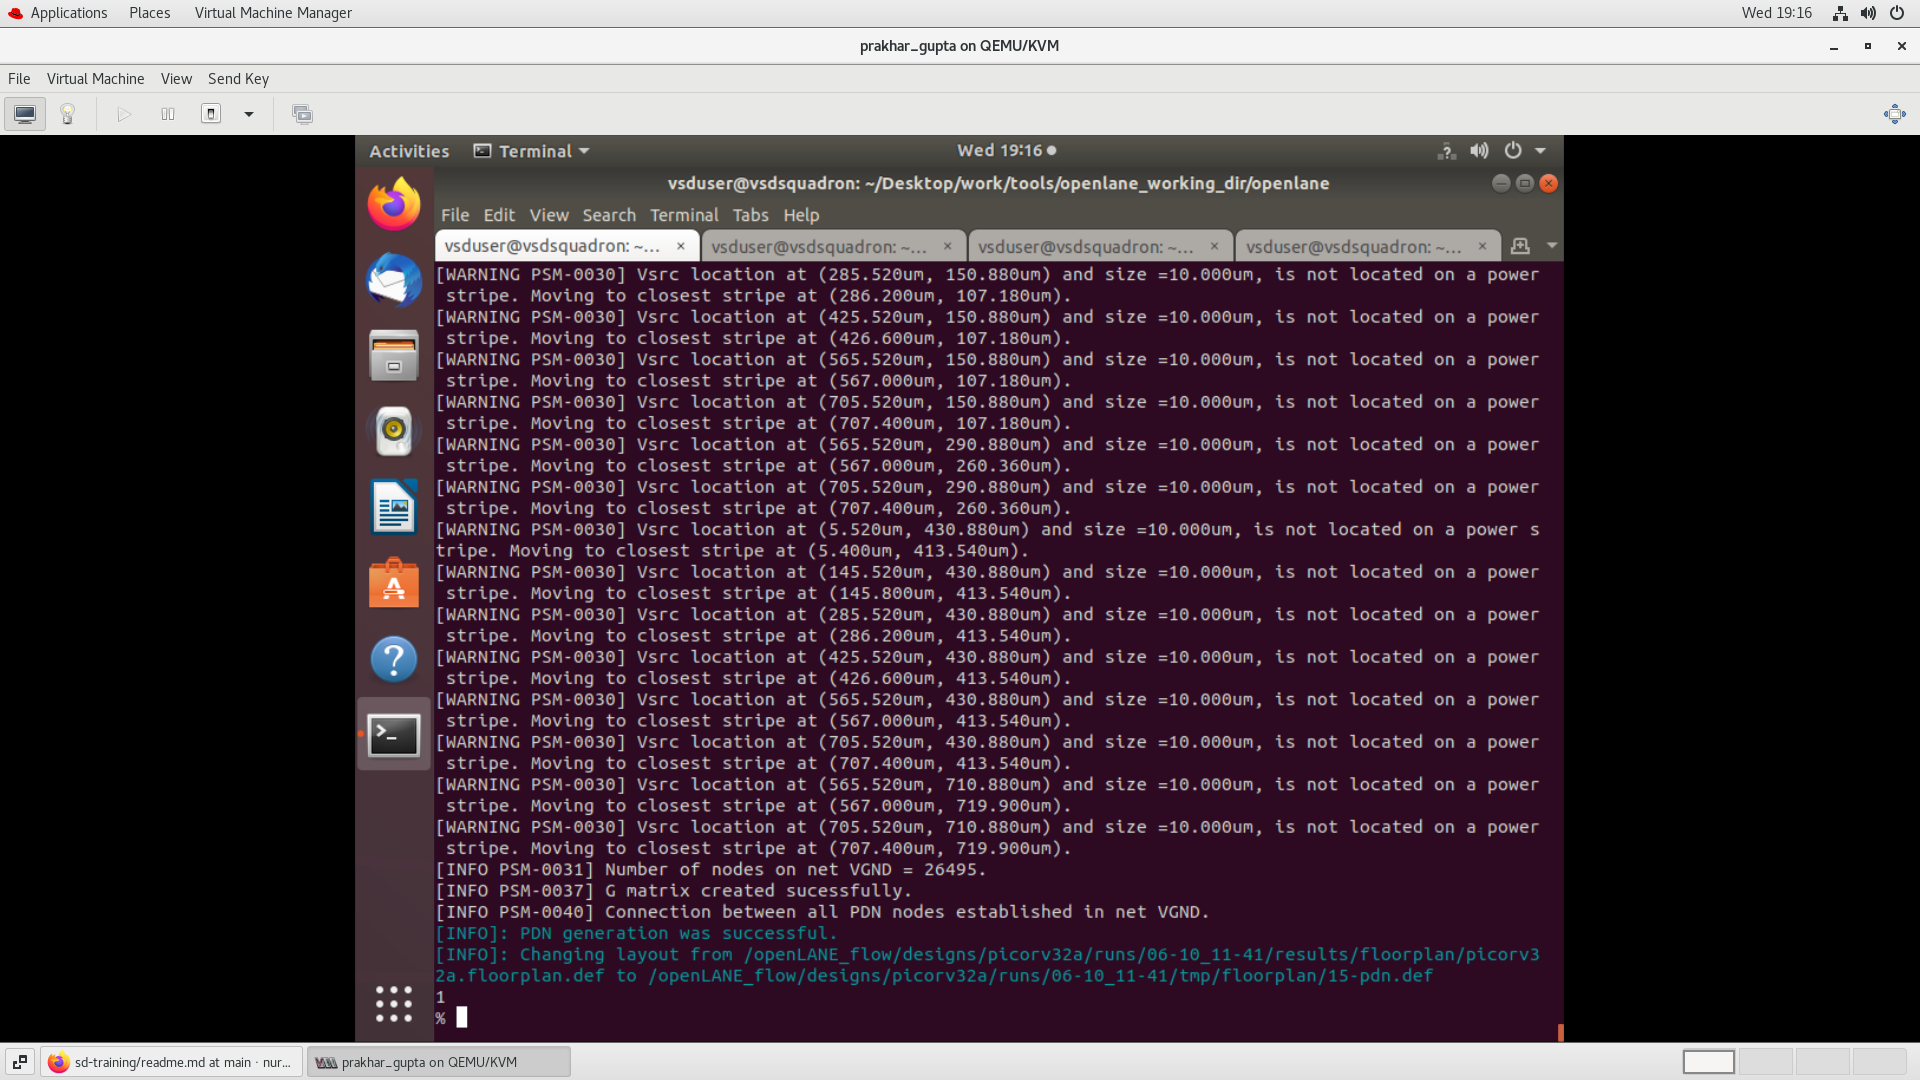 Applications Places Virtual Machine Manager Wed 19:16
prakhar_gupta on QEMU/KVM
File Virtual Machine View Send Key
Activities Terminal Wed 19:16
vsduser@vsdsquadron: ~/Desktop/work/tools/openlane_working_dir/openlane
File Edit View Search Terminal Tabs Help
vsduser@vsdsquadron: ~... vsduser@vsdsquadron: ~... vsduser@vsdsquadron: ~... vsduser@vsdsquadron: ~...
[WARNING PSM-0030] Vsrc location at (285.520um, 150.880um) and size =10.000um, is not located on a power
stripe. Moving to closest stripe at (286.200um, 107.180um).
[WARNING PSM-0030] Vsrc location at (425.520um, 150.880um) and size =10.000um, is not located on a power
stripe. Moving to closest stripe at (426.600um, 107.180um).
[WARNING PSM-0030] Vsrc location at (565.520um, 150.880um) and size =10.000um, is not located on a power
stripe. Moving to closest stripe at (567.000um, 107.180um).
[WARNING PSM-0030] Vsrc location at (705.520um, 150.880um) and size =10.000um, is not located on a power
stripe. Moving to closest stripe at (707.400um, 107.180um).
[WARNING PSM-0030] Vsrc location at (565.520um, 290.880um) and size =10.000um, is not located on a power
stripe. Moving to closest stripe at (567.000um, 260.360um).
[WARNING PSM-0030] Vsrc location at (705.520um, 290.880um) and size =10.000um, is not located on a power
stripe. Moving to closest stripe at (707.400um, 260.360um).
[WARNING PSM-0030] Vsrc location at (5.520um, 430.880um) and size =10.000um, is not located on a power s
tripe. Moving to closest stripe at (5.400um, 413.540um).
[WARNING PSM-0030] Vsrc location at (145.520um, 430.880um) and size =10.000um, is not located on a power
stripe. Moving to closest stripe at (145.800um, 413.540um).
[WARNING PSM-0030] Vsrc location at (285.520um, 430.880um) and size =10.000um, is not located on a power
stripe. Moving to closest stripe at (286.200um, 413.540um).
[WARNING PSM-0030] Vsrc location at (425.520um, 430.880um) and size =10.000um, is not located on a power
stripe. Moving to closest stripe at (426.600um, 413.540um).
[WARNING PSM-0030] Vsrc location at (565.520um, 430.880um) and size =10.000um, is not located on a power
stripe. Moving to closest stripe at (567.000um, 413.540um).
[WARNING PSM-0030] Vsrc location at (705.520um, 430.880um) and size =10.000um, is not located on a power
stripe. Moving to closest stripe at (707.400um, 413.540um).
[WARNING PSM-0030] Vsrc location at (565.520um, 710.880um) and size =10.000um, is not located on a power
stripe. Moving to closest stripe at (567.000um, 719.900um).
[WARNING PSM-0030] Vsrc location at (705.520um, 710.880um) and size =10.000um, is not located on a power
stripe. Moving to closest stripe at (707.400um, 719.900um).
[INFO PSM-0031] Number of nodes on net VGND = 26495.
[INFO PSM-0037] G matrix created sucessfully.
[INFO PSM-0040] Connection between all PDN nodes established in net VGND.
[INFO]: PDN generation was successful.
[INFO]: Changing layout from /openLANE_flow/designs/picorv32a/runs/06-10_11-41/results/floorplan/picorv3
2a.floorplan.def to /openLANE_flow/designs/picorv32a/runs/06-10_11-41/tmp/floorplan/15-pdn.def
1
%
sd-training/readme.md at main · nur... prakhar_gupta on QEMU/KVM